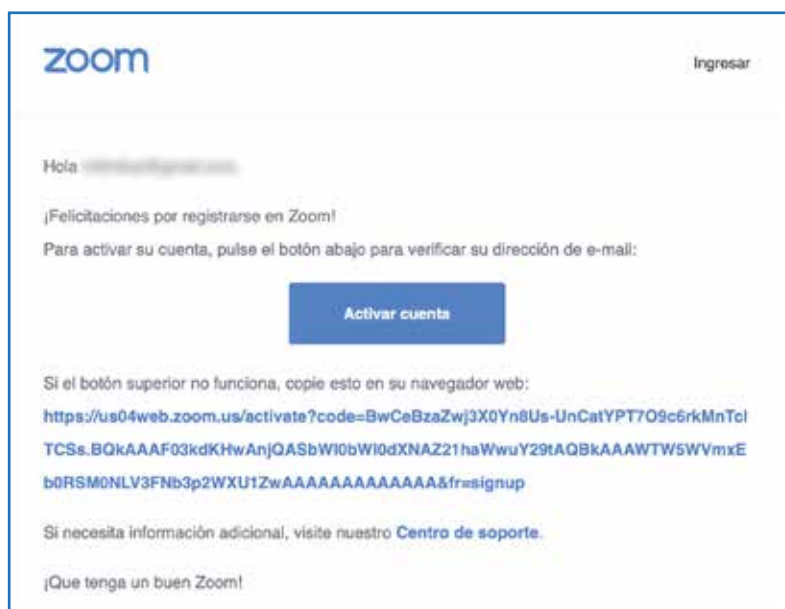 zoom
Ingresar
Hola
¡Felicitaciones por registrarse en Zoom!
Para activar su cuenta, pulse el botón abajo para verificar su dirección de e-mail:
Activar cuenta
Si el botón superior no funciona, copie esto en su navegador web:
https://us04web.zoom.us/activate?code=BwCeBzaZwj3X0Yn8Us-UnCatYPT7O9c6rkMnTcl
TCSs.BQkAAAF03kdKHwAnjQASbWl0bWl0dXNAZ21haWwuY29tAQBkAAAWTW5WVmxE
b0RSM0NLV3FNb3p2WXU1ZwAAAAAAAAAAAAA&fr=signup
Si necesita información adicional, visite nuestro Centro de soporte.
¡Que tenga un buen Zoom!